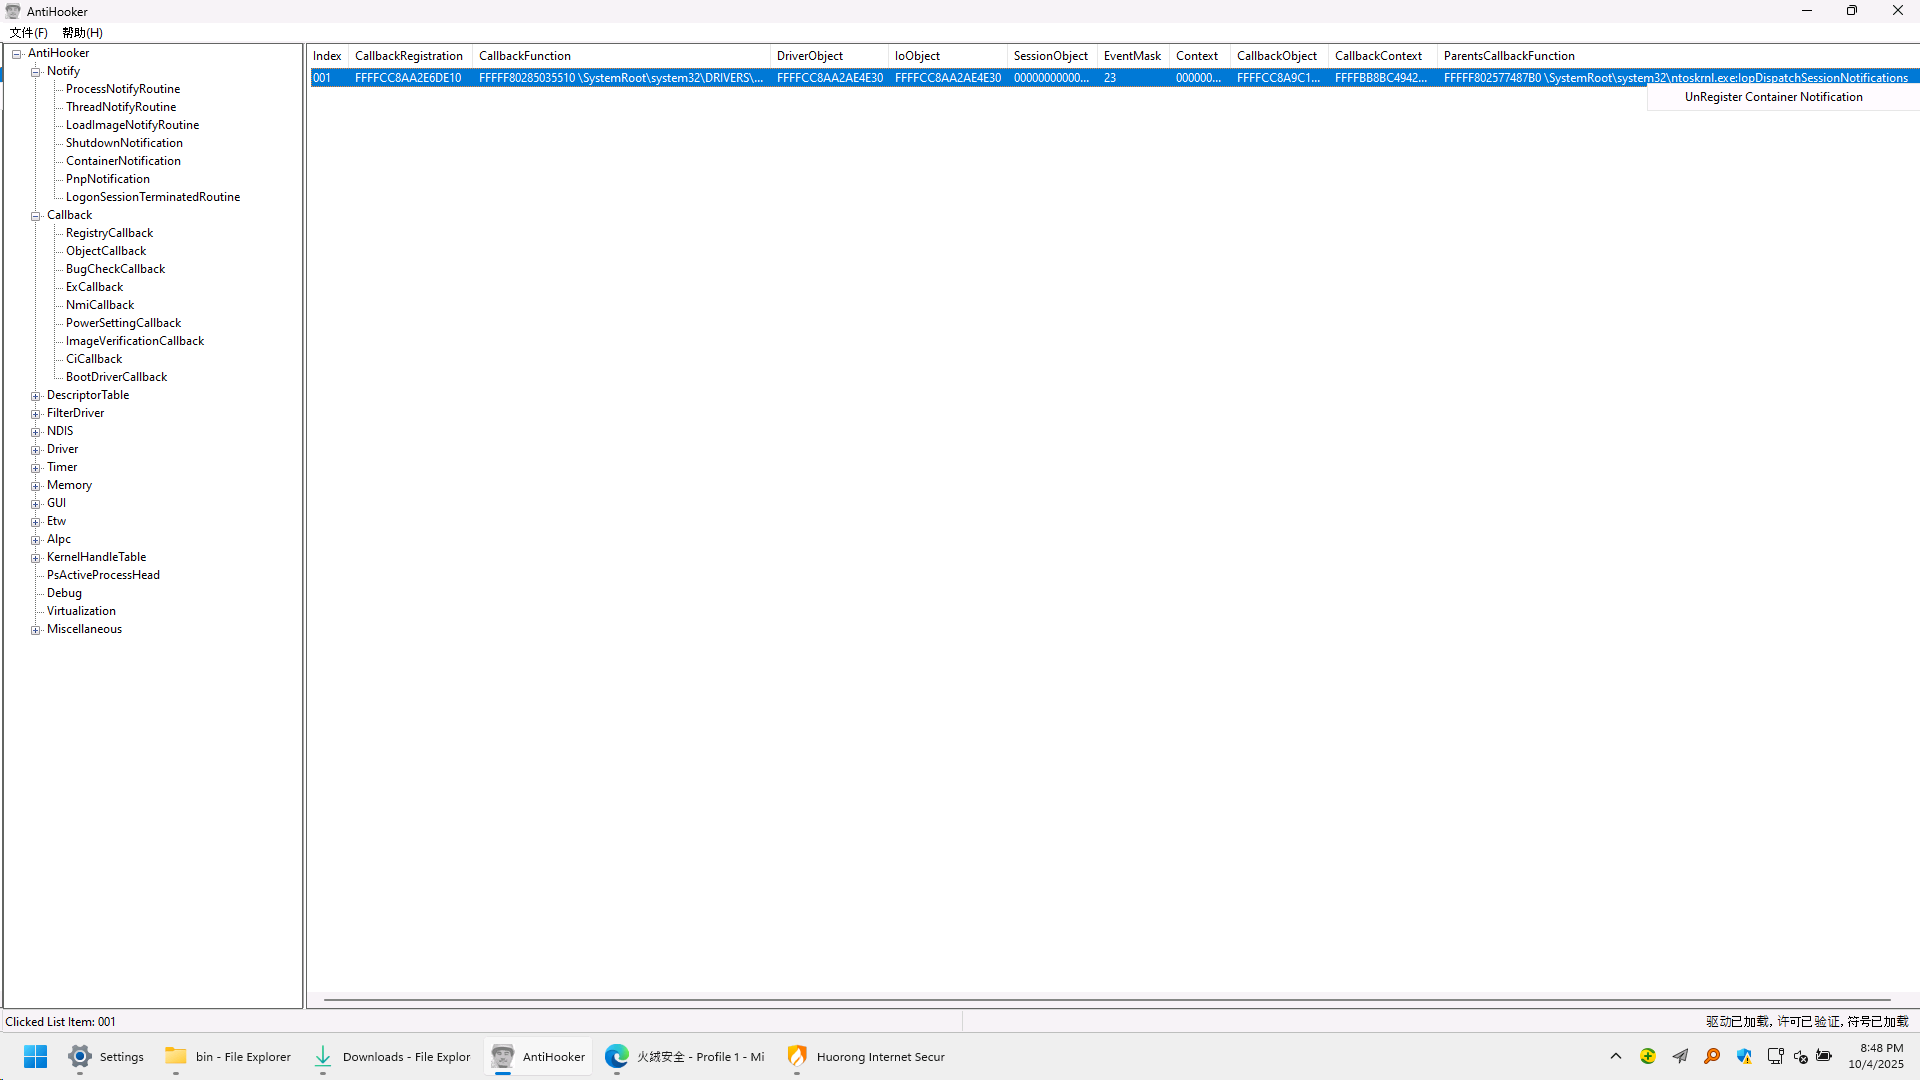 AntiHooker
文件(F) 帮助(H)
AntiHooker
Notify
ProcessNotifyRoutine
ThreadNotifyRoutine
LoadImageNotifyRoutine
ShutdownNotification
ContainerNotification
PnpNotification
LogonSessionTerminatedRoutine
Callback
RegistryCallback
ObjectCallback
BugCheckCallback
ExCallback
NmiCallback
PowerSettingCallback
ImageVerificationCallback
CiCallback
BootDriverCallback
DescriptorTable
FilterDriver
NDIS
Driver
Timer
Memory
GUI
Etw
Alpc
KernelHandleTable
PsActiveProcessHead
Debug
Virtualization
Miscellaneous
Index CallbackRegistration CallbackFunction DriverObject IoObject SessionObject EventMask Context CallbackObject CallbackContext ParentsCallbackFunction
001 FFFFCC8AA2E6DE10 FFFFF80285035510 \SystemRoot\system32\DRIVERS\... FFFFCC8AA2AE4E30 FFFFCC8AA2AE4E30 00000000000... 23 000000... FFFFCC8A9C1... FFFFBB8BC4942... FFFFF802577487B0 \SystemRoot\system32\ntoskrnl.exe:IopDispatchSessionNotifications
UnRegister Container Notification
Clicked List Item: 001
驱动已加载, 许可已验证, 符号已加载
Settings
bin - File Explorer
Downloads - File Explor
AntiHooker
火绒安全 - Profile 1 - Mi
Huorong Internet Secur
8:48 PM
10/4/2025